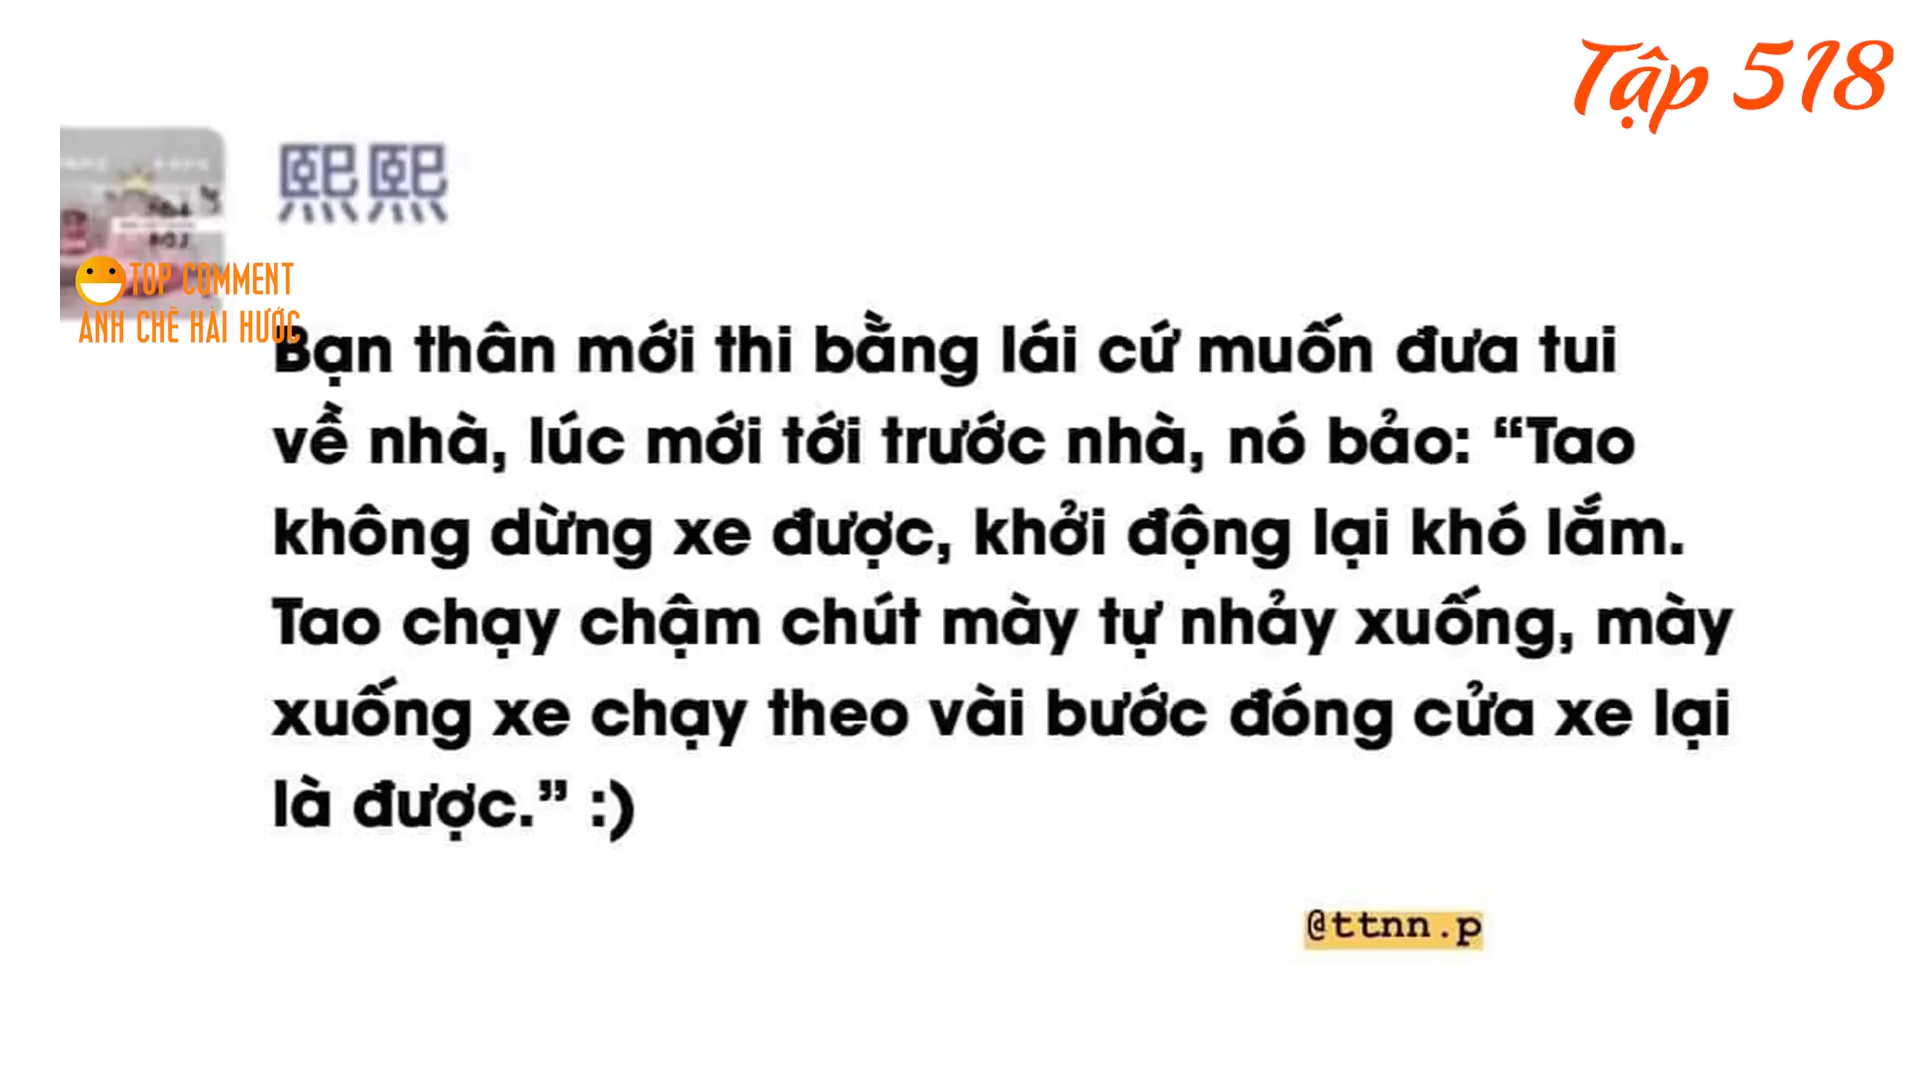 Tập 518
熙熙
TOP COMMENT
ẢNH CHẾ HÀI HƯỚC
Bạn thân mới thi bằng lái cứ muốn đưa tui
về nhà, lúc mới tới trước nhà, nó bảo: “Tao
không dừng xe được, khởi động lại khó lắm.
Tao chạy chậm chút mày tự nhảy xuống, mày
xuống xe chạy theo vài bước đóng cửa xe lại
là được.” :)
@ttnn.p